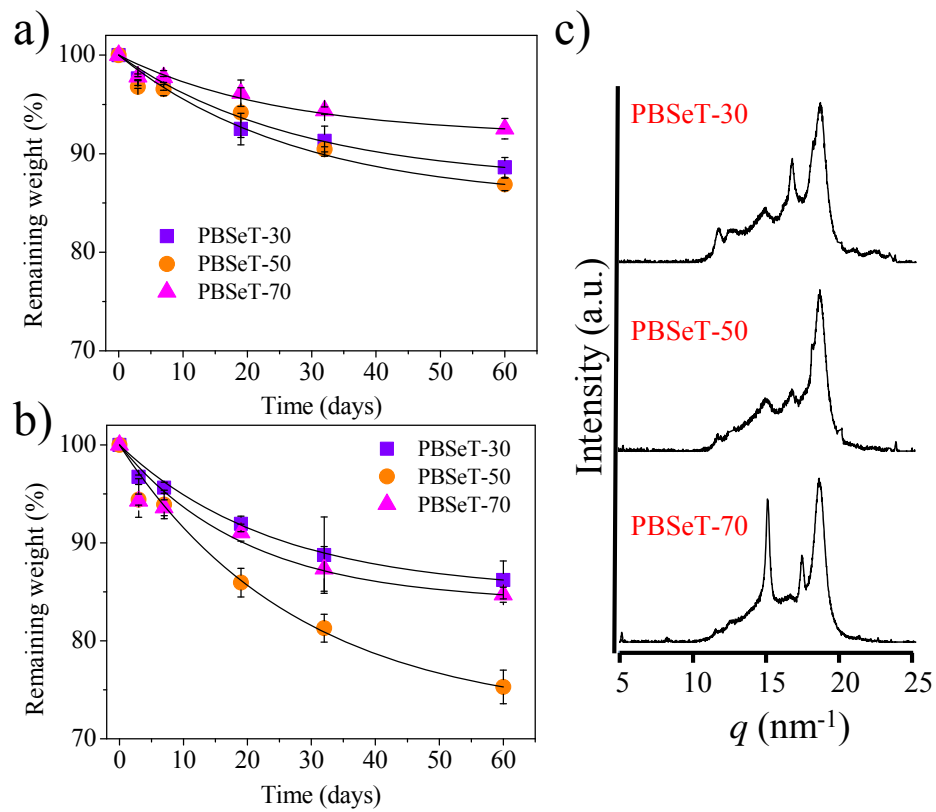 a)
100
90
80
70
0 10 20 30 40 50 60
Remaining weight (%)
Time (days)
PBSeT-30
PBSeT-50
PBSeT-70
b)
100
90
80
70
0 10 20 30 40 50 60
Remaining weight (%)
Time (days)
PBSeT-30
PBSeT-50
PBSeT-70
c)
PBSeT-30
PBSeT-50
PBSeT-70
Intensity (a.u.)
5 10 15 20 25
q (nm⁻¹)